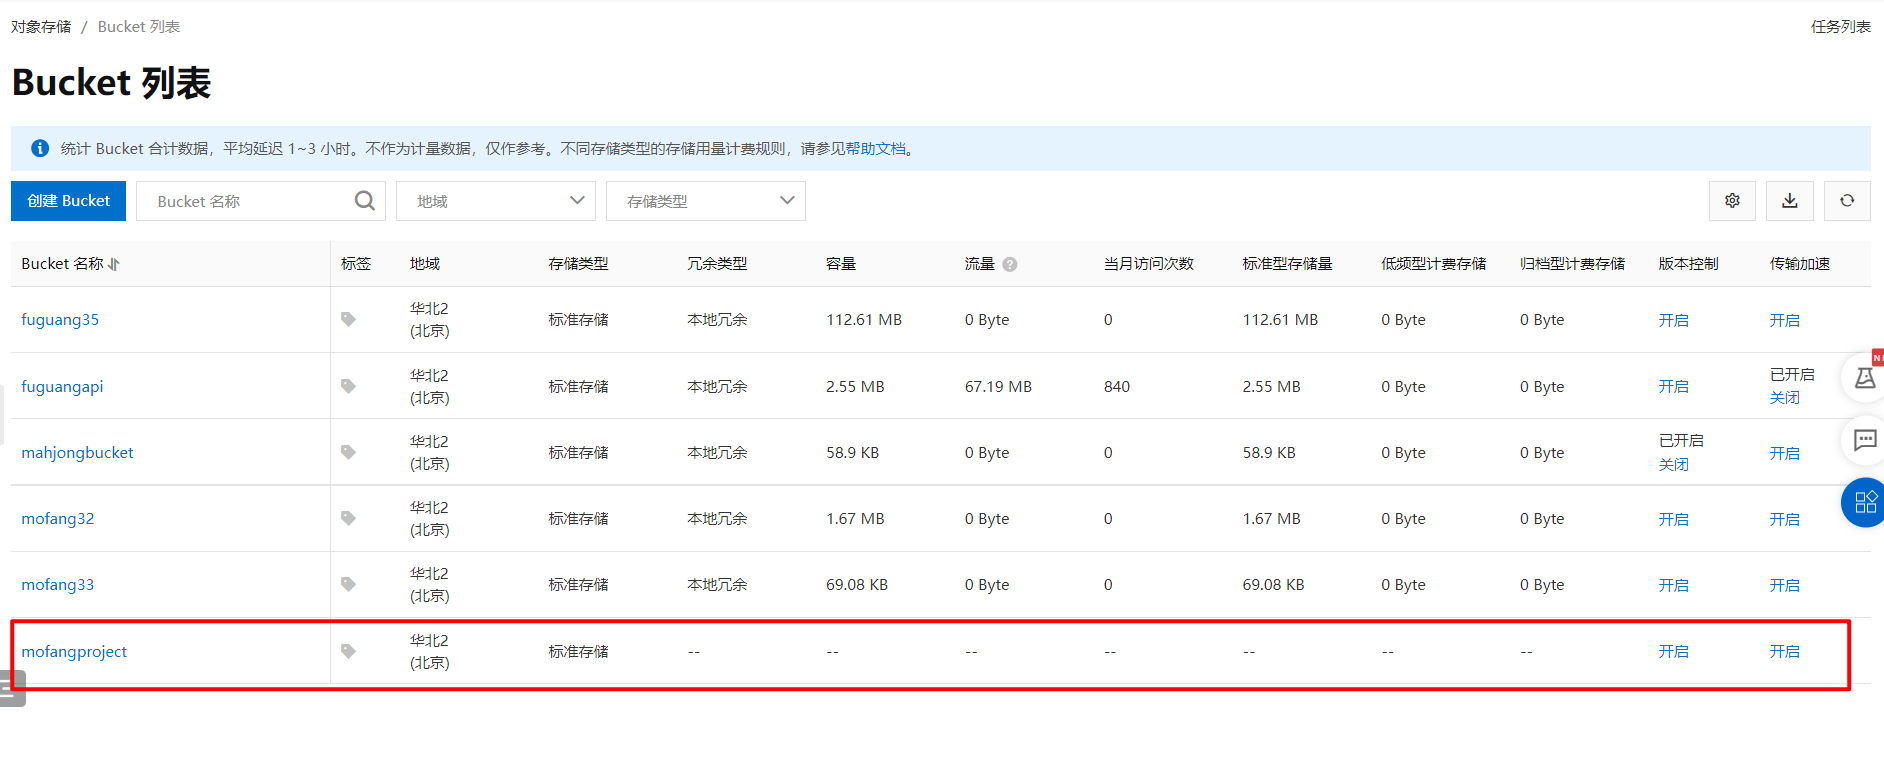 对象存储 / Bucket 列表 任务列表
Bucket 列表
统计 Bucket 合计数据，平均延迟 1~3 小时。不作为计量数据，仅作参考。不同存储类型的存储用量计费规则，请参见帮助文档。
创建 Bucket Bucket 名称 地域 存储类型
Bucket 名称 标签 地域 存储类型 冗余类型 容量 流量 ? 当月访问次数 标准型存储量 低频型计费存储 归档型计费存储 版本控制 传输加速
fuguang35 华北2 (北京) 标准存储 本地冗余 112.61 MB 0 Byte 0 112.61 MB 0 Byte 0 Byte 开启 开启
fuguangapi 华北2 (北京) 标准存储 本地冗余 2.55 MB 67.19 MB 840 2.55 MB 0 Byte 0 Byte 开启 已开启 关闭
mahjongbucket 华北2 (北京) 标准存储 本地冗余 58.9 KB 0 Byte 0 58.9 KB 0 Byte 0 Byte 已开启 关闭 开启
mofang32 华北2 (北京) 标准存储 本地冗余 1.67 MB 0 Byte 0 1.67 MB 0 Byte 0 Byte 开启 开启
mofang33 华北2 (北京) 标准存储 本地冗余 69.08 KB 0 Byte 0 69.08 KB 0 Byte 0 Byte 开启 开启
mofangproject 华北2 (北京) 标准存储 -- -- -- -- -- -- -- 开启 开启